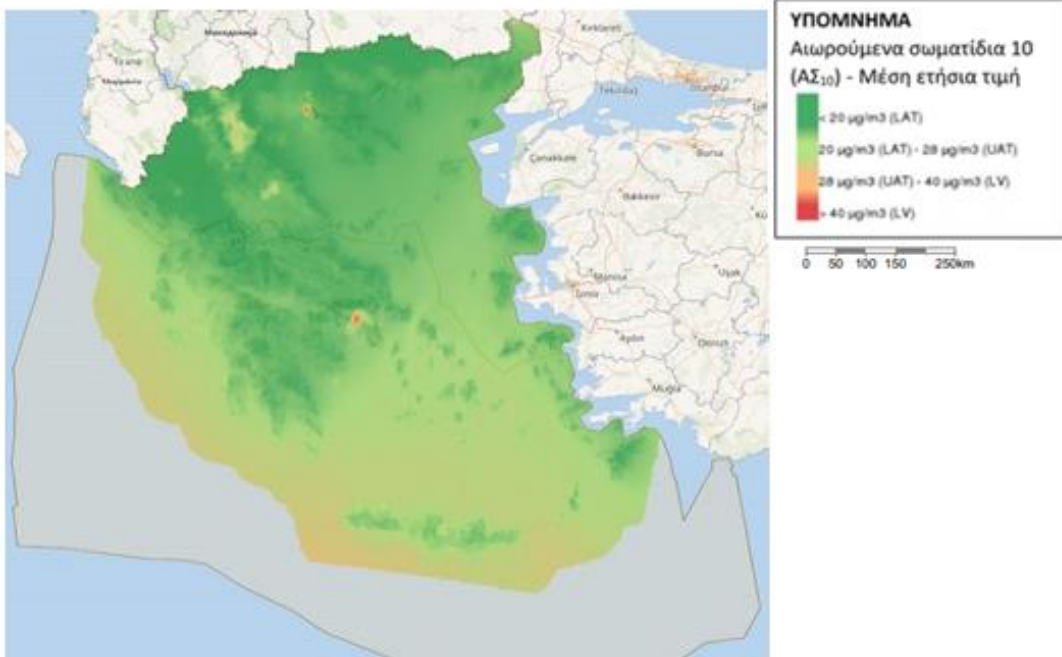 ΥΠΟΜΝΗΜΑ
Αιωρούμενα σωματίδια 10
(ΑΣ₁₀) - Μέση ετήσια τιμή
< 20 μg/m3 (LAT)
20 μg/m3 (LAT) - 28 μg/m3 (UAT)
28 μg/m3 (UAT) - 40 μg/m3 (LV)
> 40 μg/m3 (LV)
0 50 100 150 250km
Македонија
Kırklareli
Tirane
Tekirdağ
İstanbul
Çanakkale
Bursa
Balıkesir
Manisa
Uşak
İzmir
Aydın
Denizli
Muğla